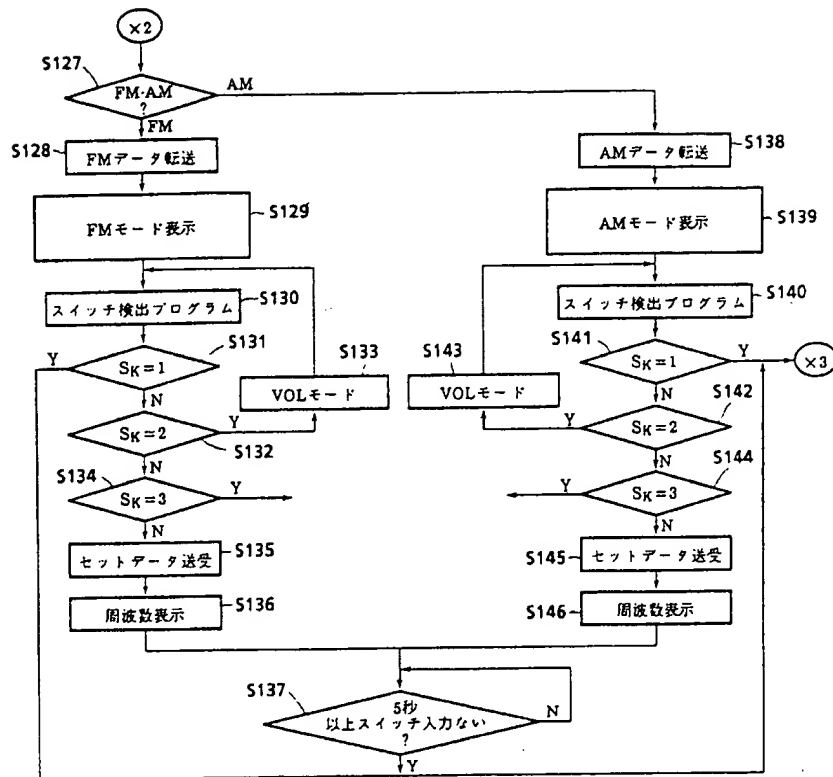 ×2
S127
FM·AM
?
AM
FM
S128
FMデータ転送
S138
AMデータ転送
S129
FMモード表示
S139
AMモード表示
S130
スイッチ検出プログラム
S140
スイッチ検出プログラム
S131
Y
SK=1
N
S133
VOLモード
S143
VOLモード
S141
SK=1
Y
N
×3
S132
SK=2
Y
N
S142
SK=2
Y
N
S134
SK=3
Y
N
S144
SK=3
Y
N
S135
セットデータ送受
S145
セットデータ送受
S136
周波数表示
S146
周波数表示
S137
5秒
以上スイッチ入力ない
?
N
Y